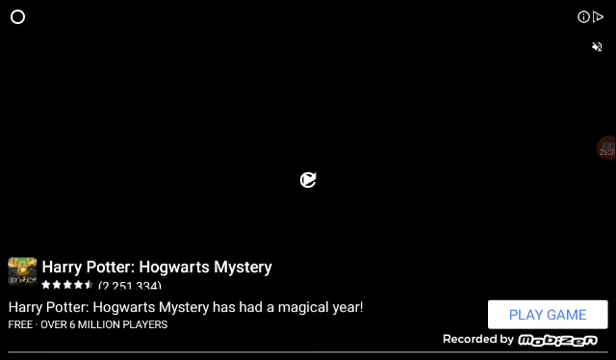 Harry Potter: Hogwarts Mystery
(2,251,334)
Harry Potter: Hogwarts Mystery has had a magical year!
FREE · OVER 6 MILLION PLAYERS
PLAY GAME
Recorded by MOBIZEN